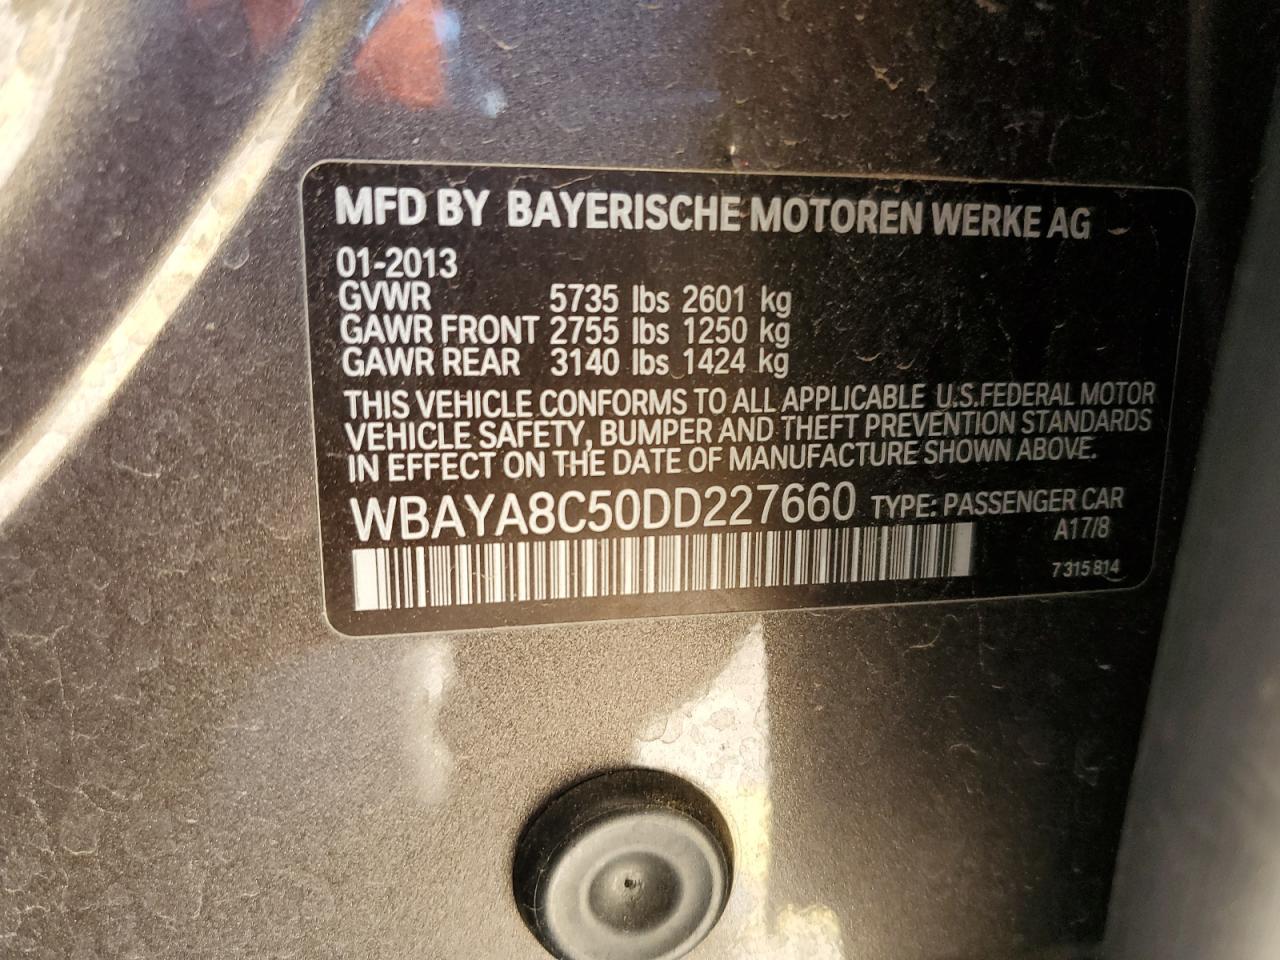 MFD BY BAYERISCHE MOTOREN WERKE AG
01-2013
GVWR 5735 lbs 2601 kg
GAWR FRONT 2755 lbs 1250 kg
GAWR REAR 3140 lbs 1424 kg
THIS VEHICLE CONFORMS TO ALL APPLICABLE U.S.FEDERAL MOTOR
VEHICLE SAFETY, BUMPER AND THEFT PREVENTION STANDARDS
IN EFFECT ON THE DATE OF MANUFACTURE SHOWN ABOVE.
WBAYA8C50DD227660 TYPE: PASSENGER CAR
A17/8
7 315 814